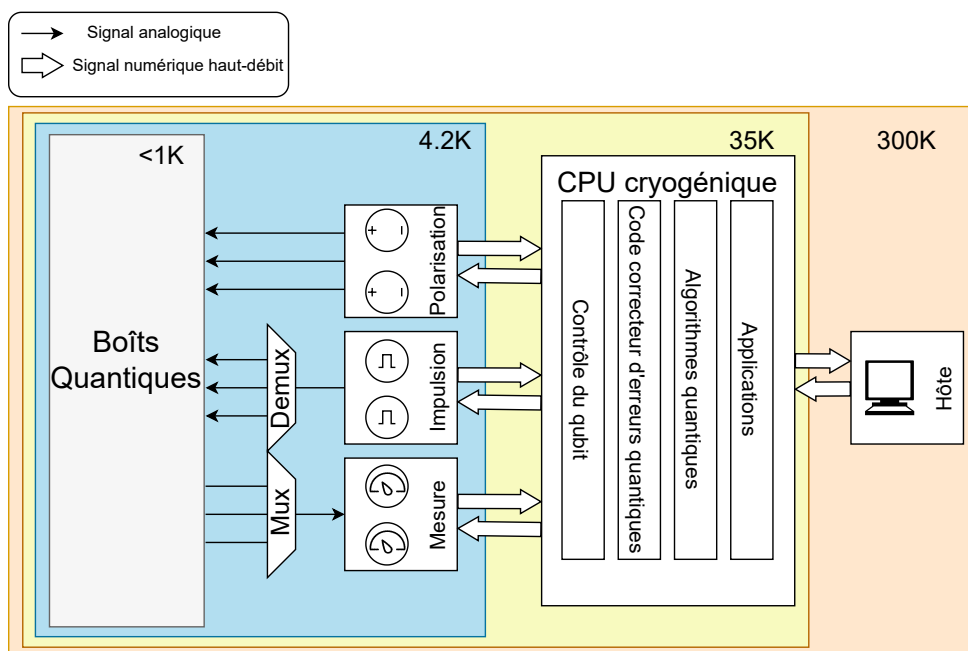 Signal analogique
Signal numérique haut-débit
<1K
4.2K
35K
300K
CPU cryogénique
Boîts
Quantiques
Polarisation
Demux
Impulsion
Mux
Mesure
Contrôle du qubit
Code correcteur d'erreurs quantiques
Algorithmes quantiques
Applications
Hôte